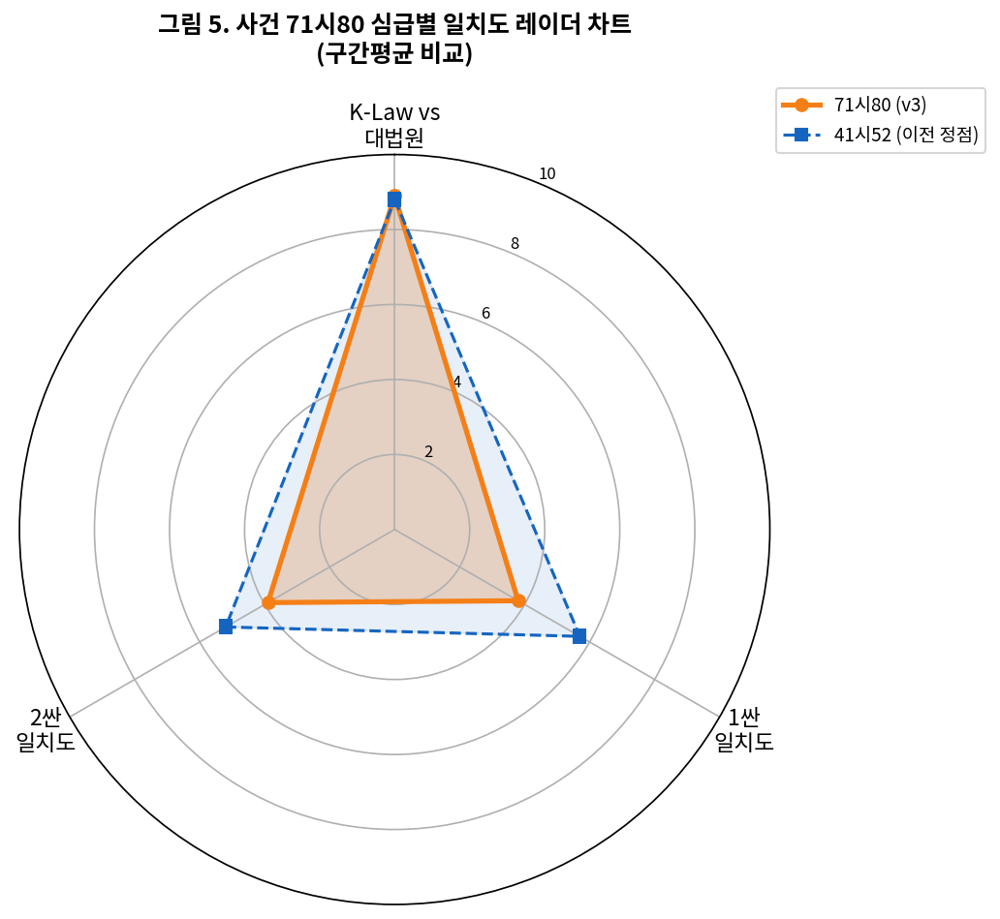 그림 5. 사건 71시80 심급별 일치도 레이더 차트
(구간평균 비교)
K-Law vs
대법원
71시80 (v3)
41시52 (이전 정점)
10
8
6
4
2
2싼
일치도
1싼
일치도